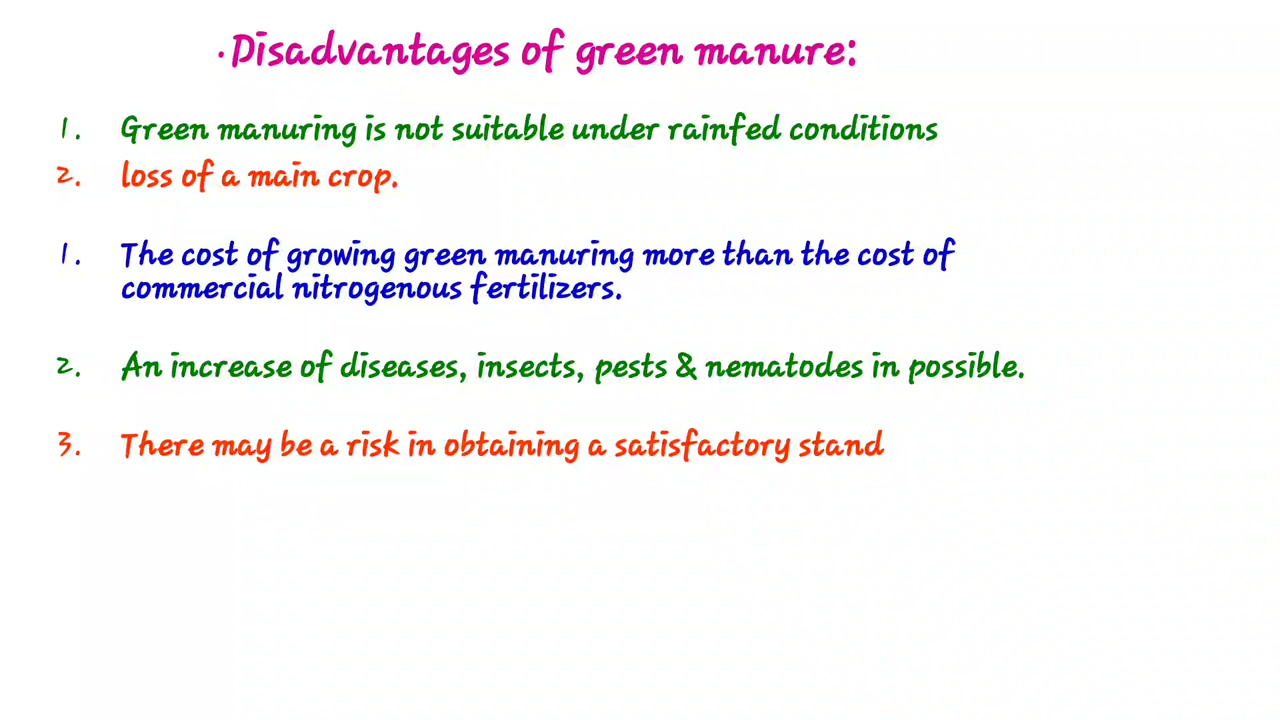 ·Disadvantages of green manure:
1. Green manuring is not suitable under rainfed conditions
2. loss of a main crop.
1. The cost of growing green manuring more than the cost of
commercial nitrogenous fertilizers.
2. An increase of diseases, insects, pests & nematodes in possible.
3. There may be a risk in obtaining a satisfactory stand